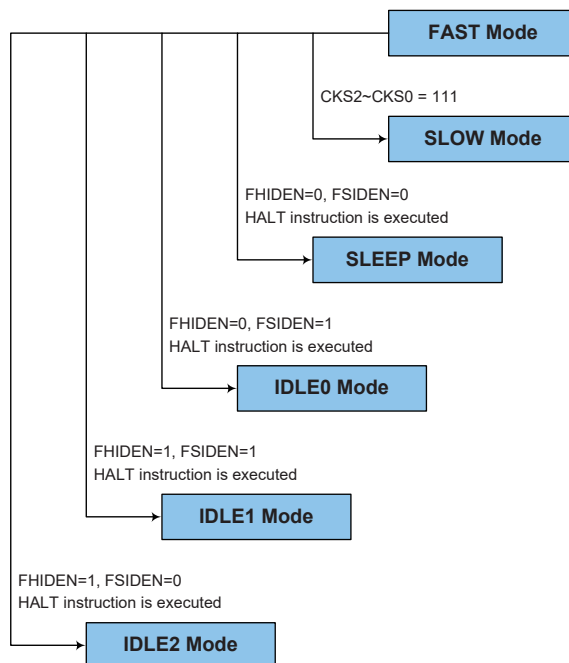 FAST Mode
CKS2~CKS0 = 111
SLOW Mode
FHIDEN=0, FSIDEN=0
HALT instruction is executed
SLEEP Mode
FHIDEN=0, FSIDEN=1
HALT instruction is executed
IDLE0 Mode
FHIDEN=1, FSIDEN=1
HALT instruction is executed
IDLE1 Mode
FHIDEN=1, FSIDEN=0
HALT instruction is executed
IDLE2 Mode